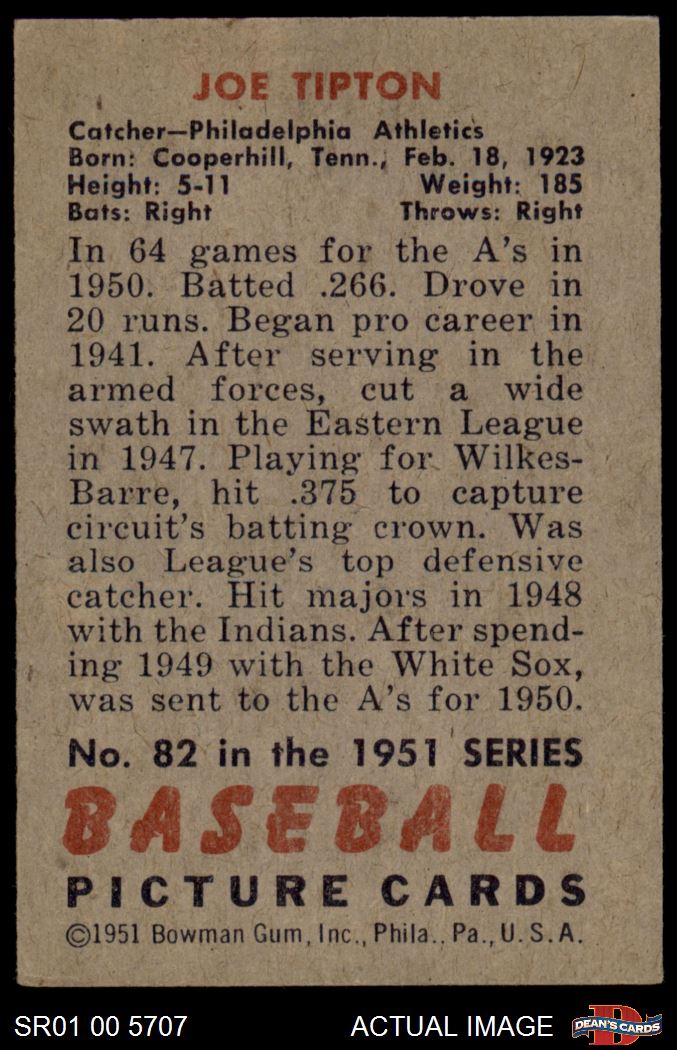 JOE TIPTON
Catcher—Philadelphia Athletics
Born: Cooperhill, Tenn., Feb. 18, 1923
Height: 5-11 Weight: 185
Bats: Right Throws: Right
In 64 games for the A's in
1950. Batted .266. Drove in
20 runs. Began pro career in
1941. After serving in the
armed forces, cut a wide
swath in the Eastern League
in 1947. Playing for Wilkes-
Barre, hit .375 to capture
circuit's batting crown. Was
also League's top defensive
catcher. Hit majors in 1948
with the Indians. After spend-
ing 1949 with the White Sox,
was sent to the A's for 1950.
No. 82 in the 1951 SERIES
BASEBALL
PICTURE CARDS
©1951 Bowman Gum, Inc., Phila., Pa., U.S.A.
SR01 00 5707 ACTUAL IMAGE D DEAN'S CARDS